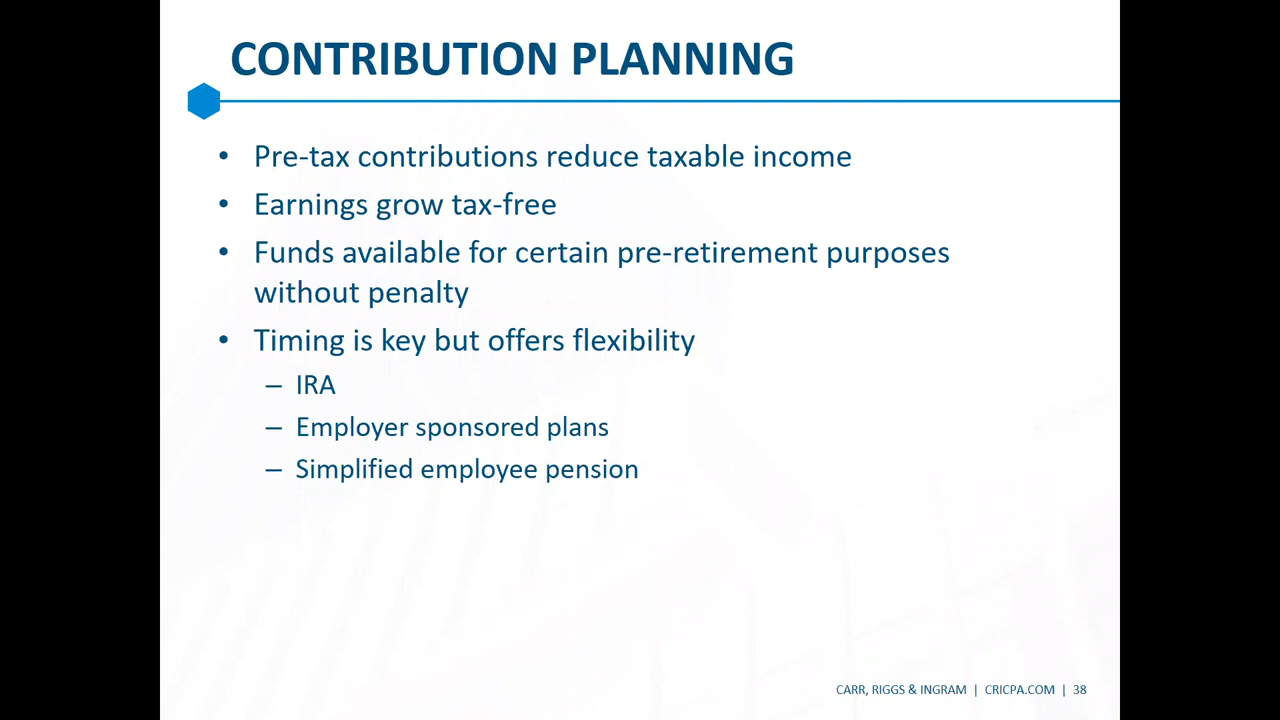 CONTRIBUTION PLANNING
• Pre-tax contributions reduce taxable income
• Earnings grow tax-free
• Funds available for certain pre-retirement purposes
without penalty
• Timing is key but offers flexibility
– IRA
– Employer sponsored plans
– Simplified employee pension
CARR, RIGGS & INGRAM | CRICPA.COM | 38